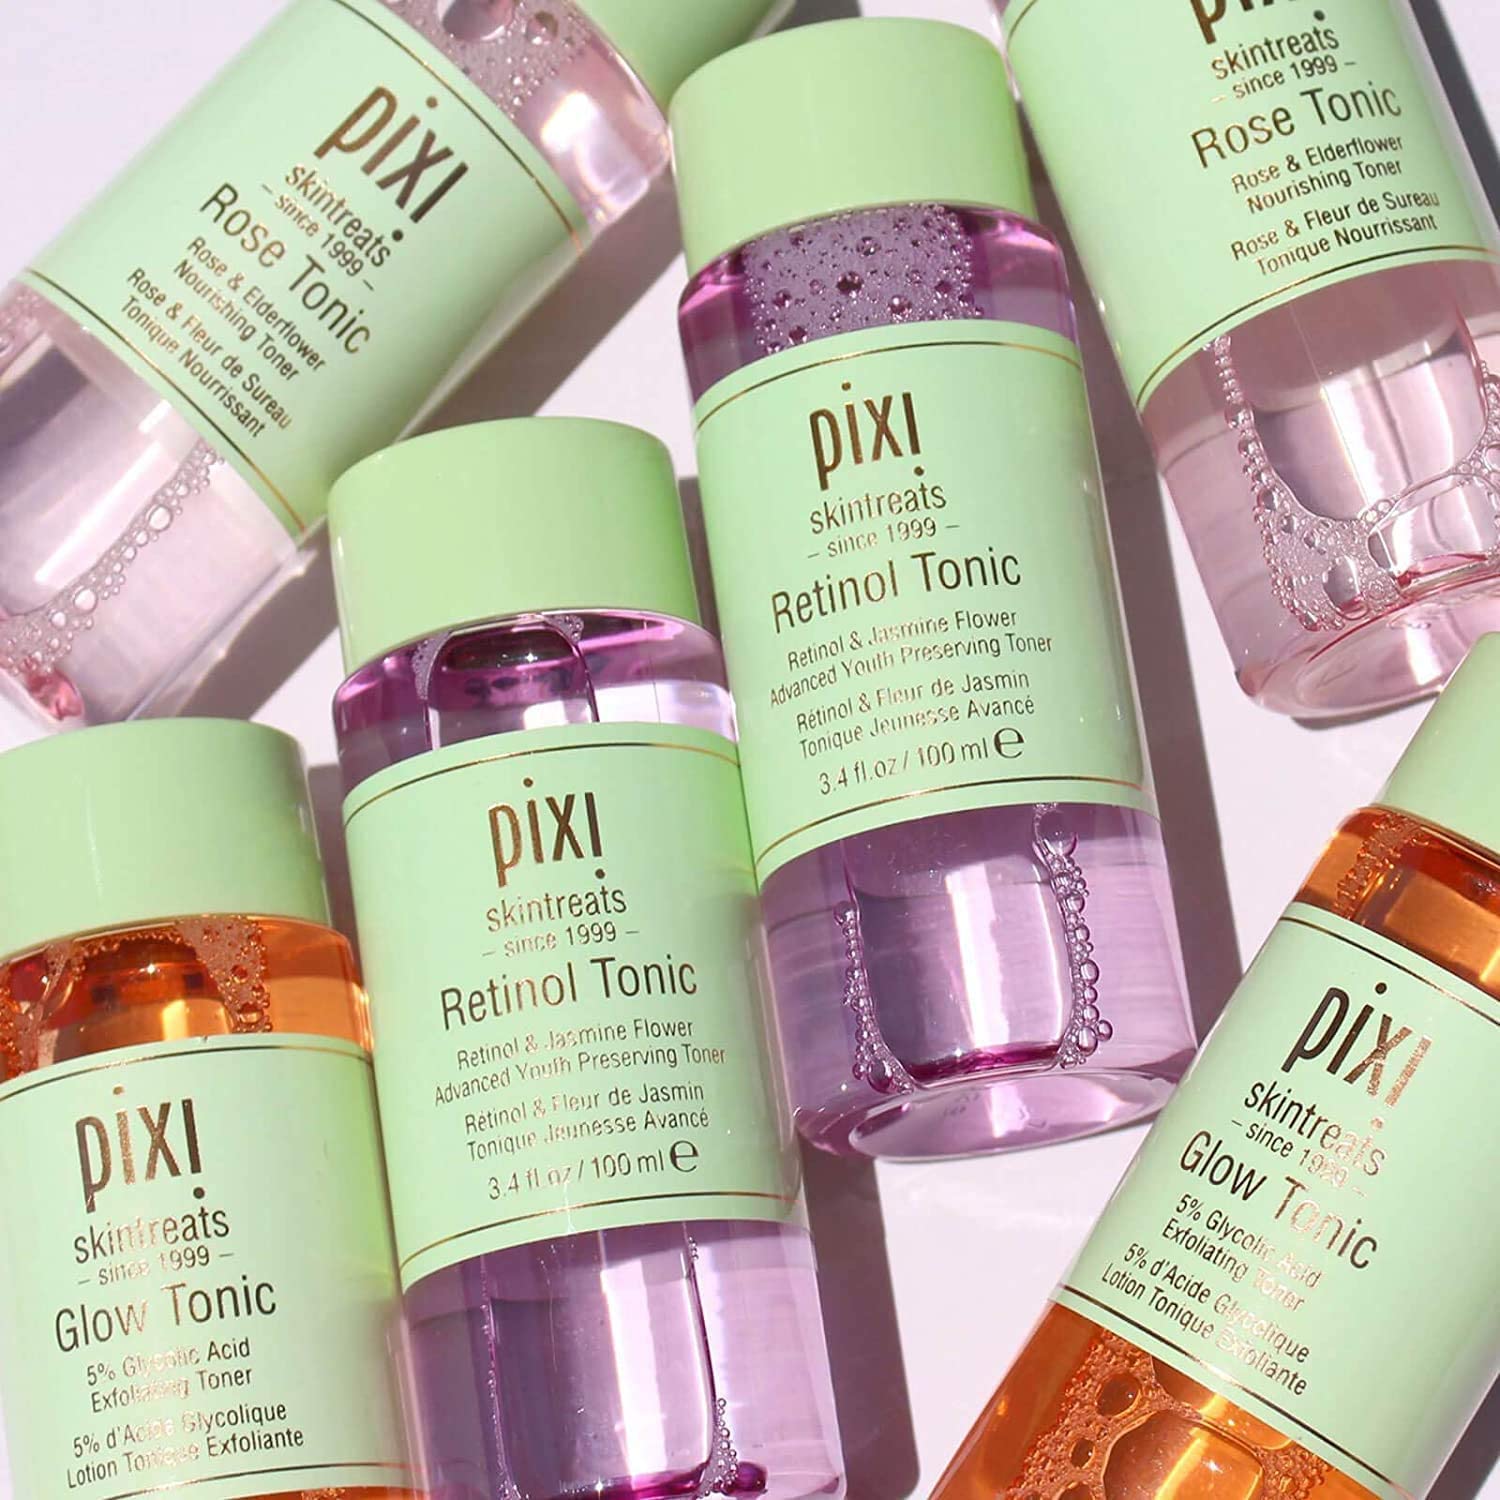 pixi
skintreats
– since 1999 –
Rose Tonic
Rose & Elderflower
Nourishing Toner
Rose & Fleur de Sureau
Tonique Nourrissant
pixi
skintreats
– since 1999 –
Retinol Tonic
Retinol & Jasmine Flower
Advanced Youth Preserving Toner
Rétinol & Fleur de Jasmin
Tonique Jeunesse Avancé
3.4 fl.oz / 100 ml ℮
pixi
skintreats
– since 1999 –
Rose Tonic
Rose & Elderflower
Nourishing Toner
Rose & Fleur de Sureau
Tonique Nourrissant
pixi
skintreats
– since 1999 –
Glow Tonic
5% Glycolic Acid
Exfoliating Toner
5% d'Acide Glycolique
Lotion Tonique Exfoliante
pixi
skintreats
– since 1999 –
Retinol Tonic
Retinol & Jasmine Flower
Advanced Youth Preserving Toner
Rétinol & Fleur de Jasmin
Tonique Jeunesse Avancé
3.4 fl.oz / 100 ml ℮
pixi
skintreats
– since 1999 –
Glow Tonic
5% Glycolic Acid
Exfoliating Toner
5% d'Acide Glycolique
Lotion Tonique Exfoliante